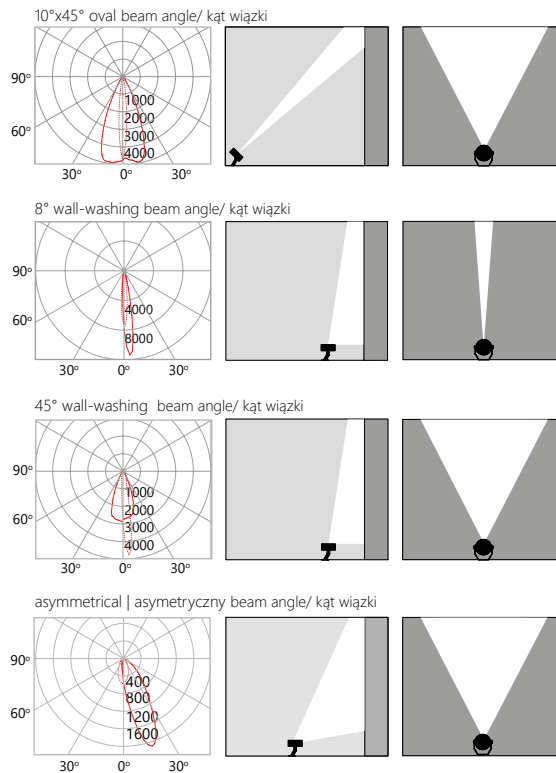 10°x45° oval beam angle/ kąt wiązki
90°
1000
2000
60°
3000
4000
30° 0° 30°
8° wall-washing beam angle/ kąt wiązki
90°
4000
60°
8000
30° 0° 30°
45° wall-washing beam angle/ kąt wiązki
90°
1000
2000
60°
3000
4000
30° 0° 30°
asymmetrical | asymetryczny beam angle/ kąt wiązki
90°
400
800
60°
1200
1600
30° 0° 30°